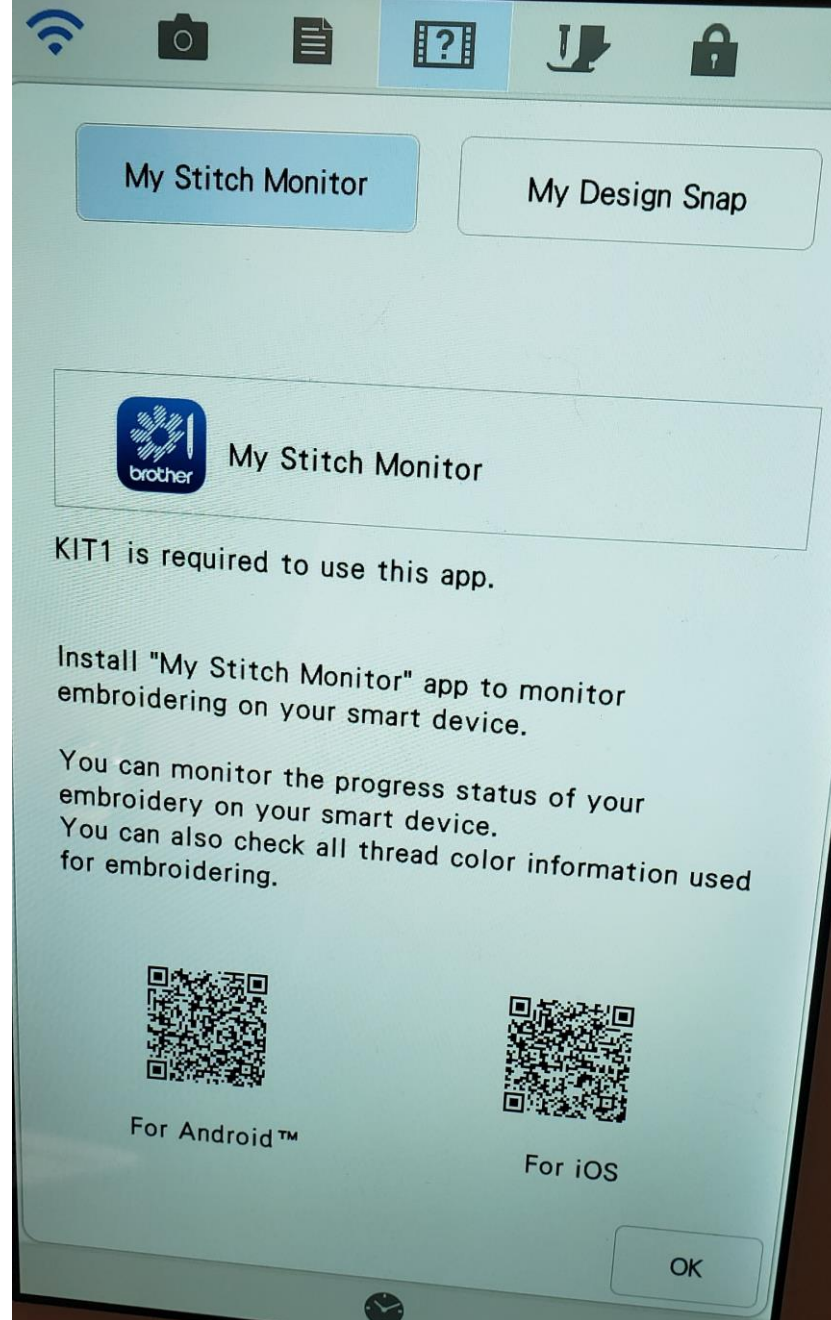 My Stitch Monitor
My Design Snap
brother
My Stitch Monitor
KIT1 is required to use this app.
Install "My Stitch Monitor" app to monitor
embroidering on your smart device.
You can monitor the progress status of your
embroidery on your smart device.
You can also check all thread color information used
for embroidering.
For Android™
For iOS
OK